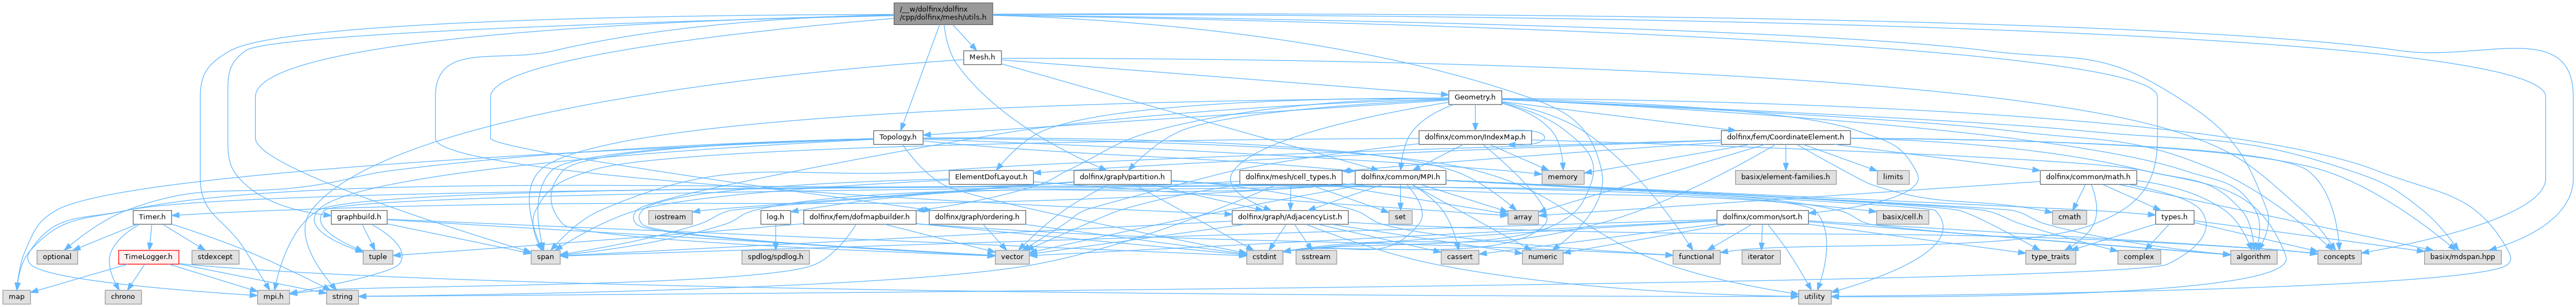 /__w/dolfinx/dolfinx
/cpp/dolfinx/mesh/utils.h
Mesh.h
Geometry.h
Topology.h
dolfinx/common/IndexMap.h
dolfinx/fem/CoordinateElement.h
ElementDofLayout.h
dolfinx/graph/partition.h
dolfinx/mesh/cell_types.h
dolfinx/common/MPI.h
memory
basix/element-families.h
limits
dolfinx/common/math.h
Timer.h
graphbuild.h
iostream
log.h
dolfinx/fem/dofmapbuilder.h
dolfinx/graph/ordering.h
dolfinx/graph/AdjacencyList.h
set
array
dolfinx/common/sort.h
basix/cell.h
cmath
types.h
optional
TimeLogger.h
stdexcept
tuple
spdlog/spdlog.h
span
vector
cstdint
sstream
cassert
numeric
functional
iterator
type_traits
complex
algorithm
concepts
basix/mdspan.hpp
map
chrono
mpi.h
string
utility